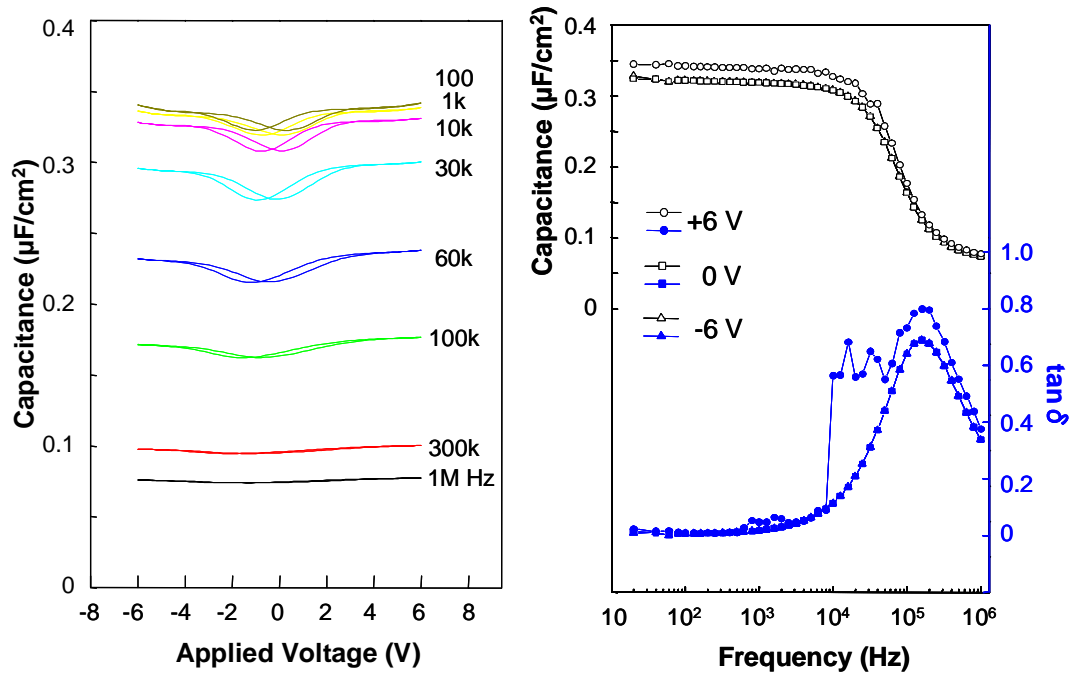 0.4
0.3
0.2
0.1
0
Capacitance (µF/cm²)
100
1k
10k
30k
60k
100k
300k
1M Hz
-8 -6 -4 -2 0 2 4 6 8
Applied Voltage (V)
0.4
0.3
0.2
0.1
0
Capacitance (µF/cm²)
+6 V
0 V
-6 V
1.0
0.8
0.6
0.4
0.2
0
tan δ
10 10² 10³ 10⁴ 10⁵ 10⁶
Frequency (Hz)